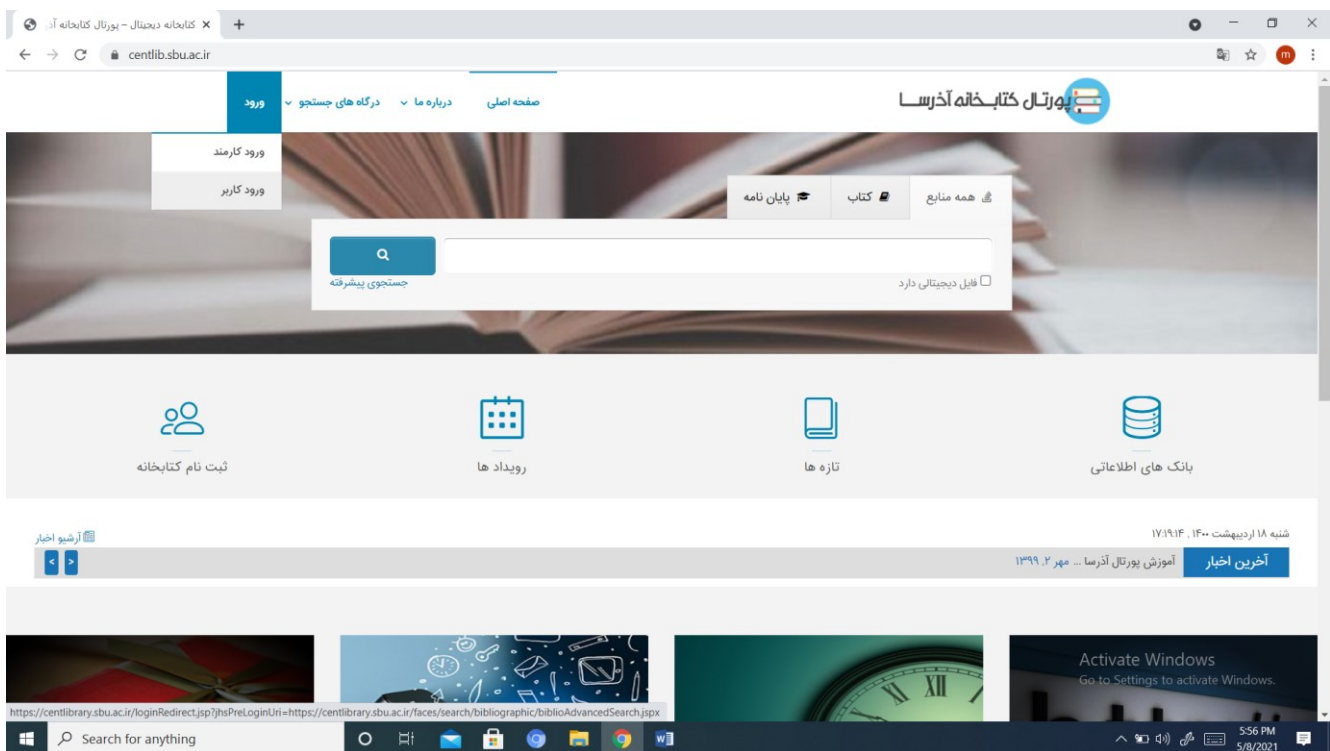 کتابخانه دیجیتال – پورتال کتابخانه آذر
centlib.sbu.ac.ir
m
پورتال کتابخانه آذرسا
صفحه اصلی
درباره ما
درگاه های جستجو
ورود
ورود کارمند
ورود کاربر
همه منابع
کتاب
پایان نامه
فایل دیجیتالی دارد
جستجوی پیشرفته
بانک های اطلاعاتی
تازه ها
رویداد ها
ثبت نام کتابخانه
شنبه ۱۸ اردیبهشت ۱۴۰۰ , ۱۷:۱۹:۱۴
آرشیو اخبار
آخرین اخبار
آموزش پورتال آذرسا ... مهر ۲, ۱۳۹۹
XII
Activate Windows
Go to Settings to activate Windows.
https://centlibrary.sbu.ac.ir/loginRedirect.jsp?jhsPreLoginUri=https://centlibrary.sbu.ac.ir/faces/search/bibliographic/biblioAdvancedSearch.jspx
Search for anything
5:56 PM
5/8/2021